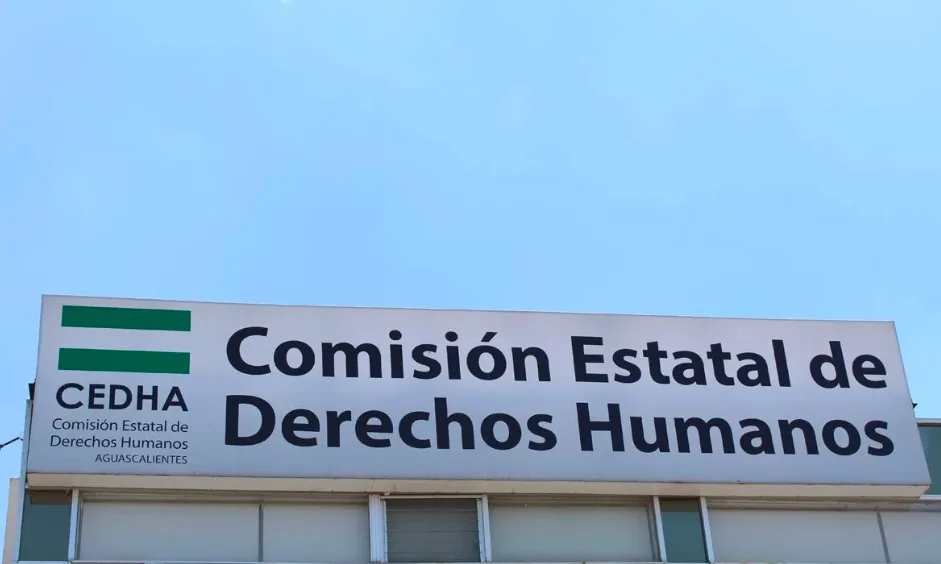 CEDHA
Comisión Estatal de
Derechos Humanos
AGUASCALIENTES
Comisión Estatal de
Derechos Humanos